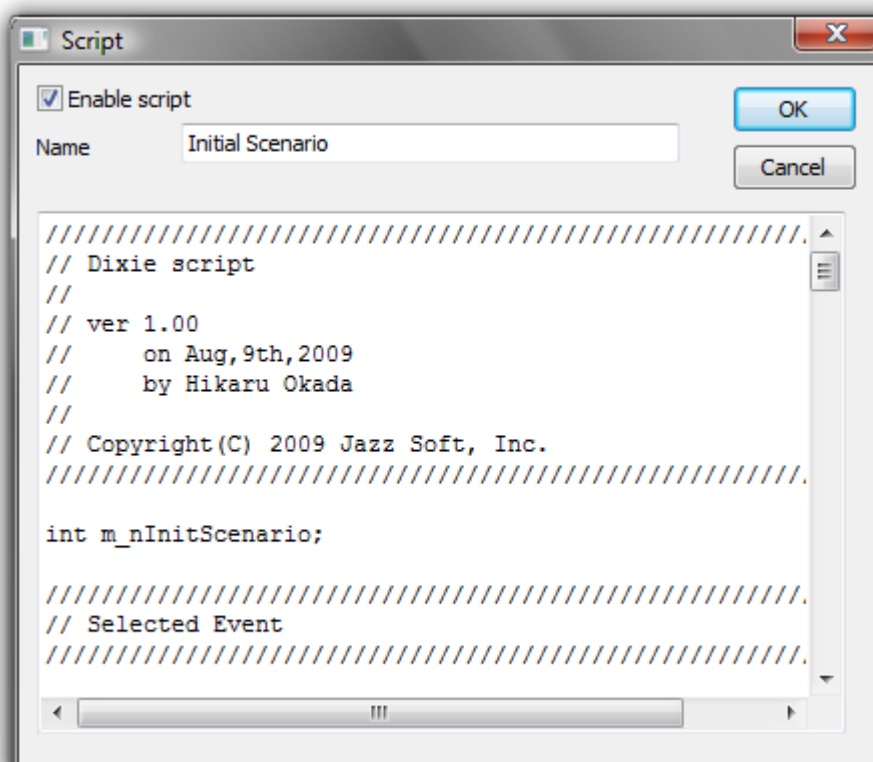 Script
Enable script
OK
Name
Initial Scenario
Cancel
//////////////////////////////////////////////////////
// Dixie script
//
// ver 1.00
//     on Aug,9th,2009
//     by Hikaru Okada
//
// Copyright(C) 2009 Jazz Soft, Inc.
//////////////////////////////////////////////////////
int m_nInitScenario;
//////////////////////////////////////////////////////
// Selected Event
//////////////////////////////////////////////////////